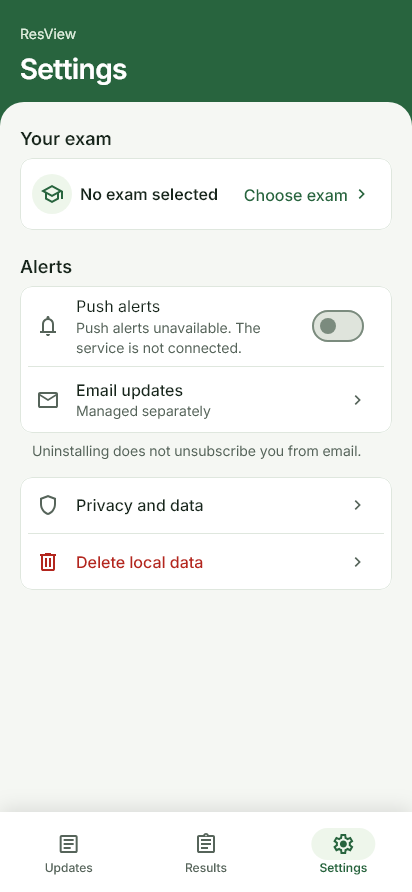 ResView
Settings
Your exam
No exam selected
Choose exam
Alerts
Push alerts
Push alerts unavailable. The
service is not connected.
Email updates
Managed separately
Uninstalling does not unsubscribe you from email.
Privacy and data
Delete local data
Updates
Results
Settings